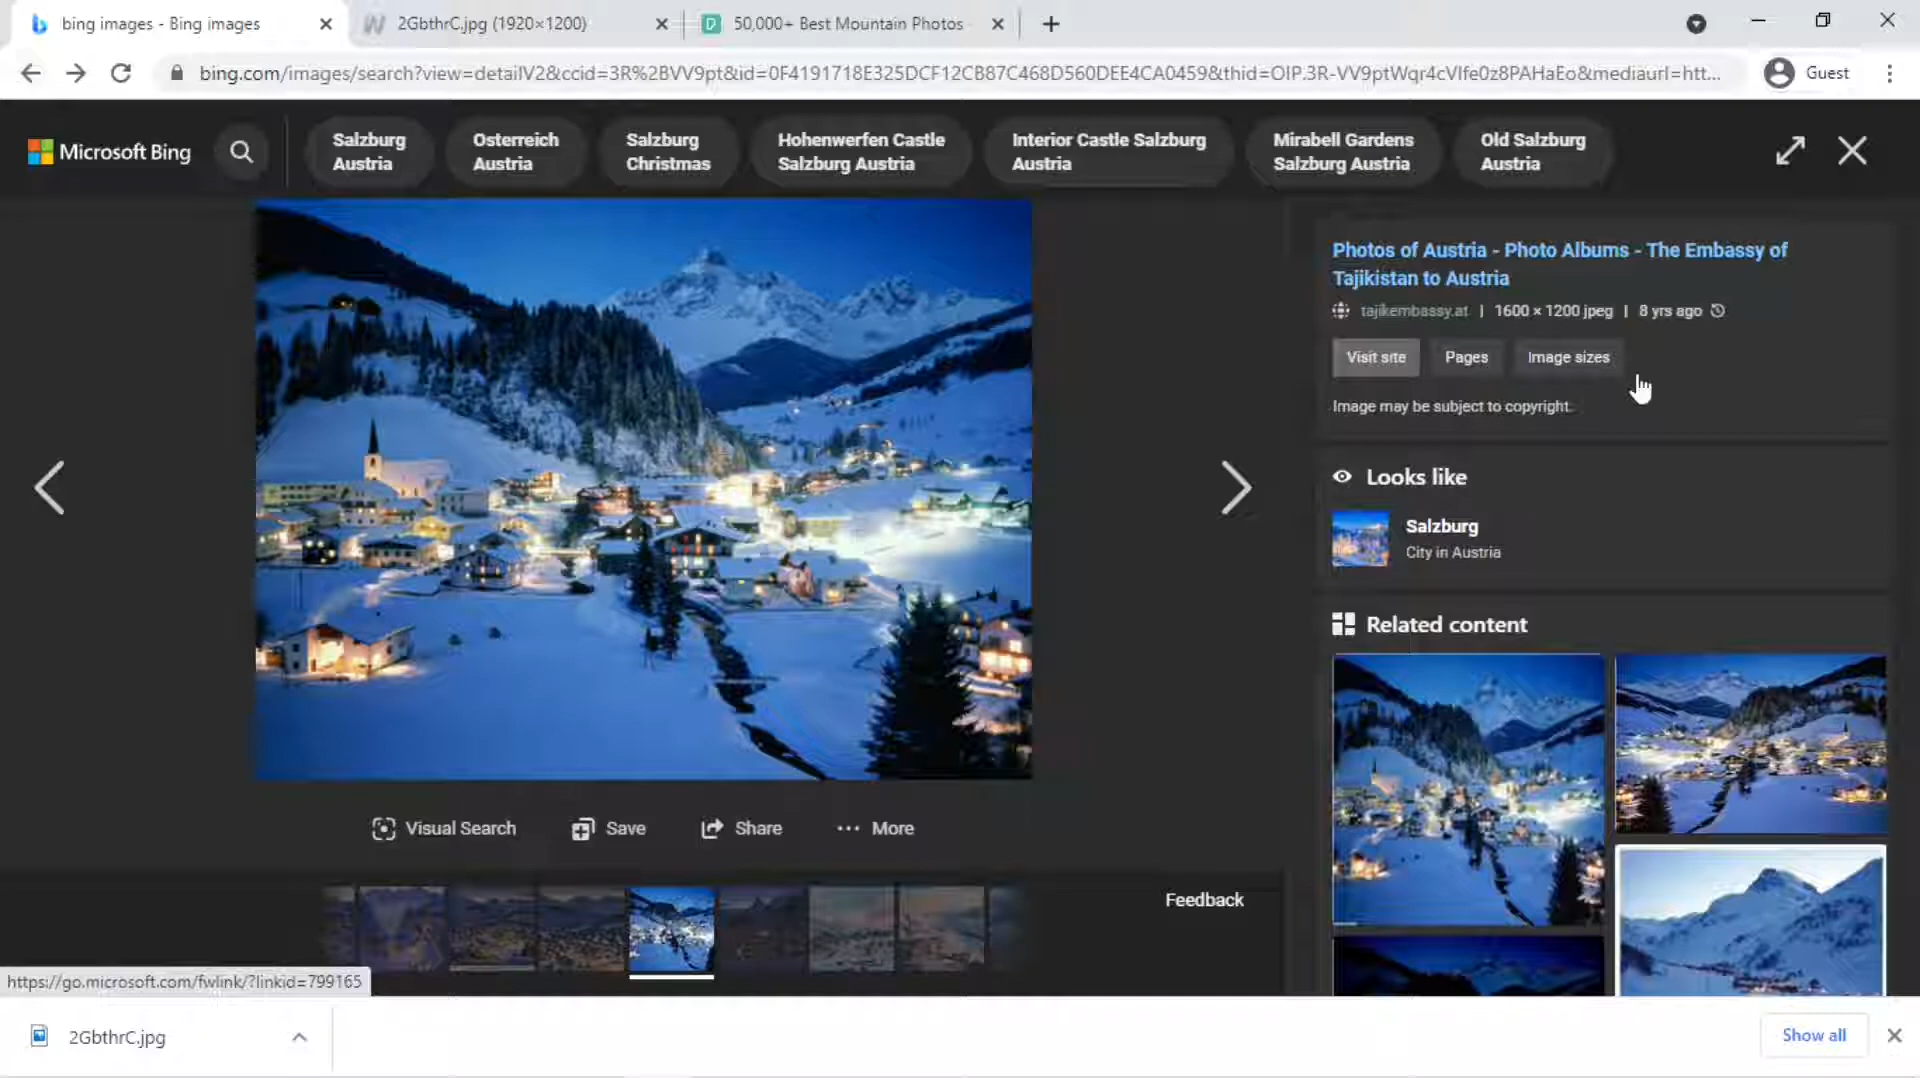 bing images - Bing images
2GbthrC.jpg (1920×1200)
50,000+ Best Mountain Photos
bing.com/images/search?view=detailV2&ccid=3R%2BVV9pt&id=0F4191718E325DCF12CB87C468D560DEE4CA0459&thid=OIP.3R-VV9ptWqr4cVIfe0z8PAHaEo&mediaurl=htt...
Guest
Microsoft Bing
Salzburg
Austria
Osterreich
Austria
Salzburg
Christmas
Hohenwerfen Castle
Salzburg Austria
Interior Castle Salzburg
Austria
Mirabell Gardens
Salzburg Austria
Old Salzburg
Austria
Photos of Austria - Photo Albums - The Embassy of
Tajikistan to Austria
tajikembassy.at | 1600 × 1200 jpeg | 8 yrs ago
Visit site
Pages
Image sizes
Image may be subject to copyright.
Looks like
Salzburg
City in Austria
Related content
Visual Search
Save
Share
More
Feedback
https://go.microsoft.com/fwlink/?linkid=799165
2GbthrC.jpg
Show all